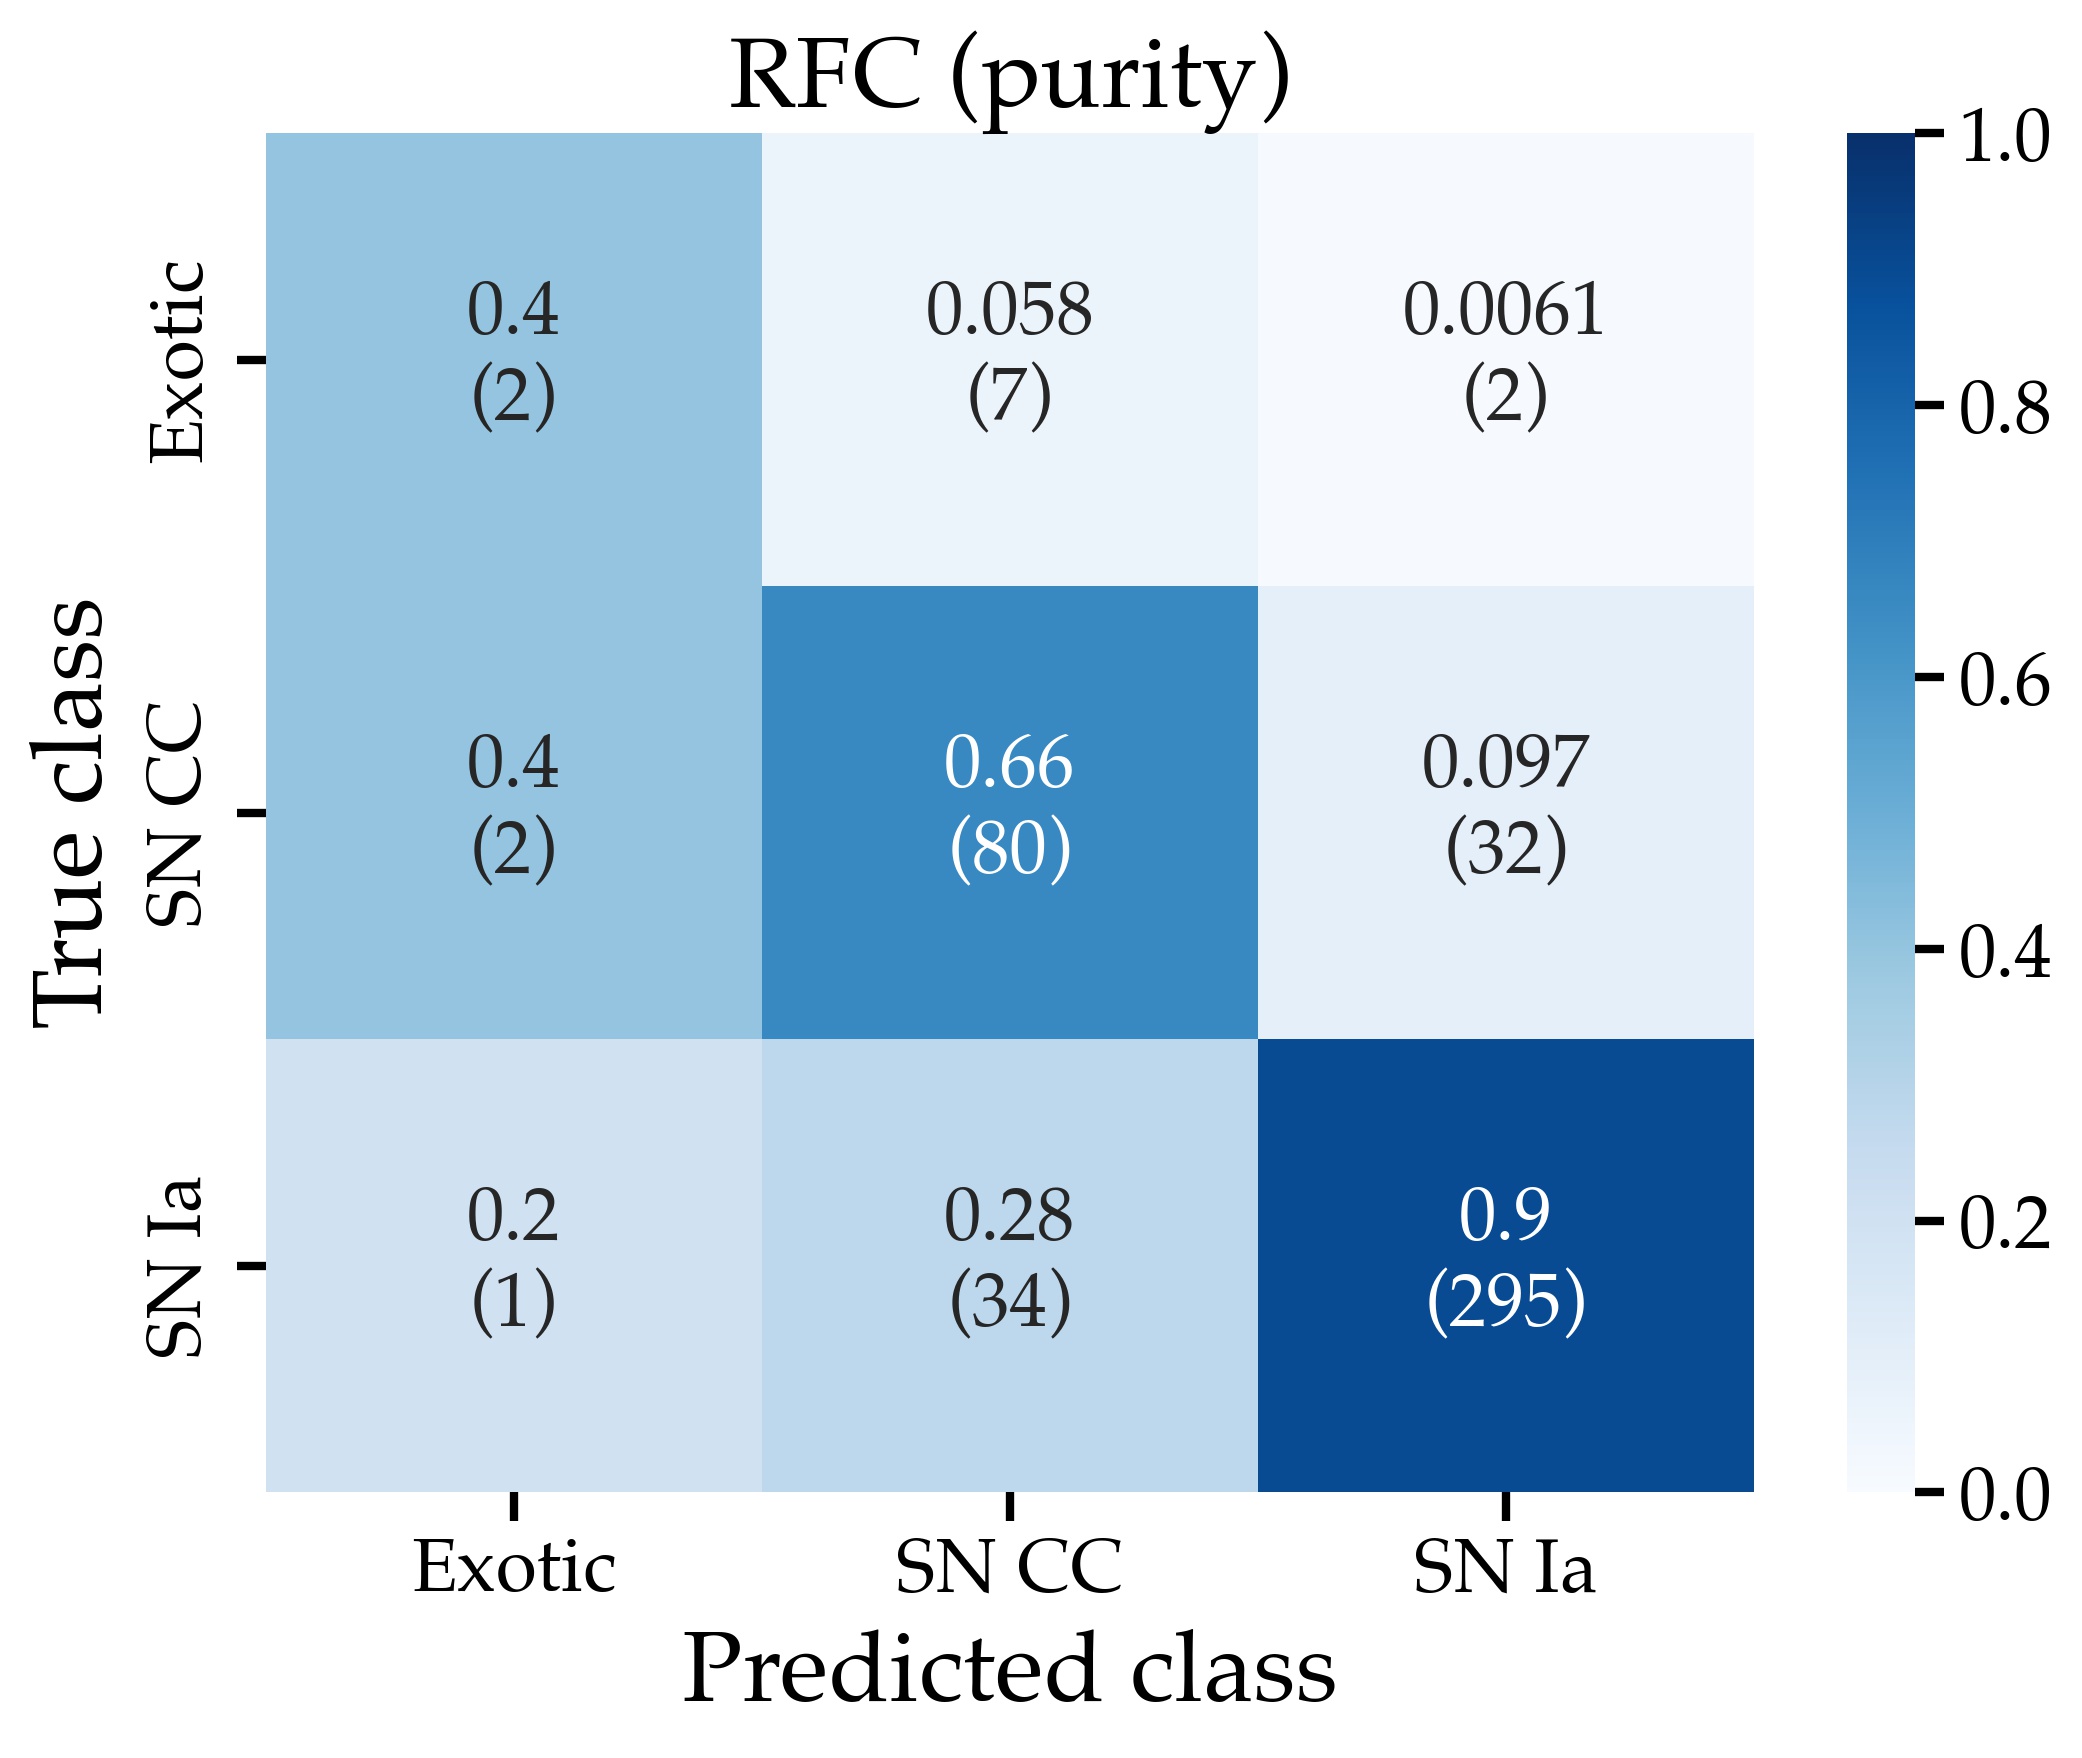 RFC (purity)
True class
Exotic
0.4
(2)
0.058
(7)
0.0061
(2)
SN CC
0.4
(2)
0.66
(80)
0.097
(32)
SN Ia
0.2
(1)
0.28
(34)
0.9
(295)
Exotic
SN CC
SN Ia
Predicted class
1.0
0.8
0.6
0.4
0.2
0.0